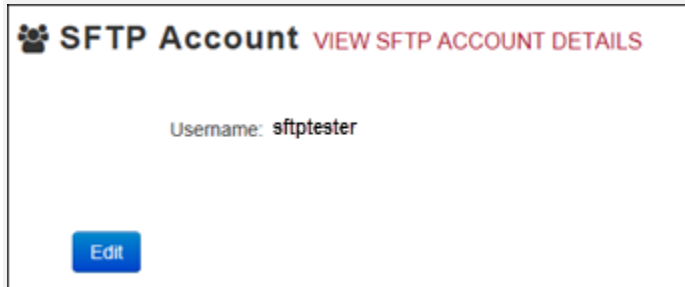 SFTP Account VIEW SFTP ACCOUNT DETAILS
Username: sftptester
Edit